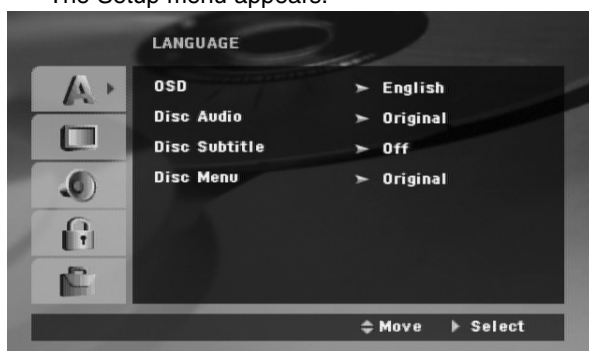 The Setup menu appears.
LANGUAGE
A
OSD ➢ English
Disc Audio ➢ Original
Disc Subtitle ➢ Off
Disc Menu ➢ Original
Move Select